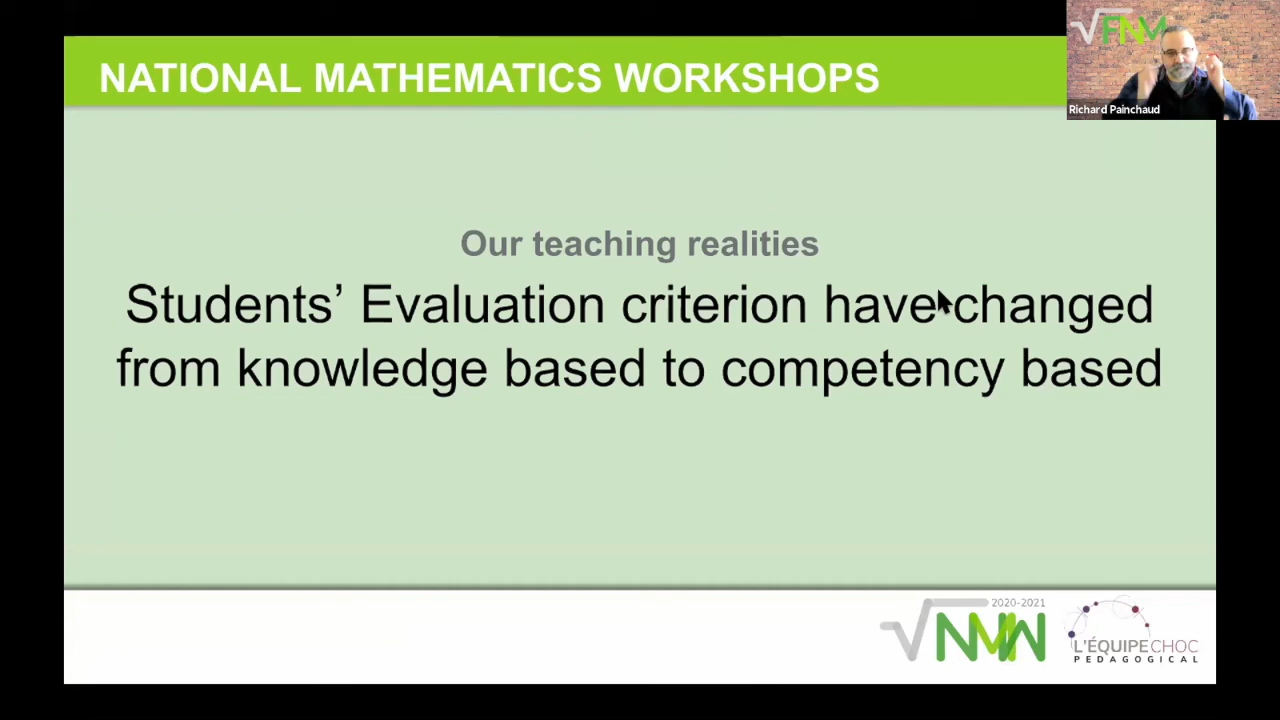 NATIONAL MATHEMATICS WORKSHOPS
FNM
Richard Painchaud
Our teaching realities
Students’ Evaluation criterion have changed
from knowledge based to competency based
2020-2021
NMW
L'ÉQUIPECHOC
PEDAGOGICAL